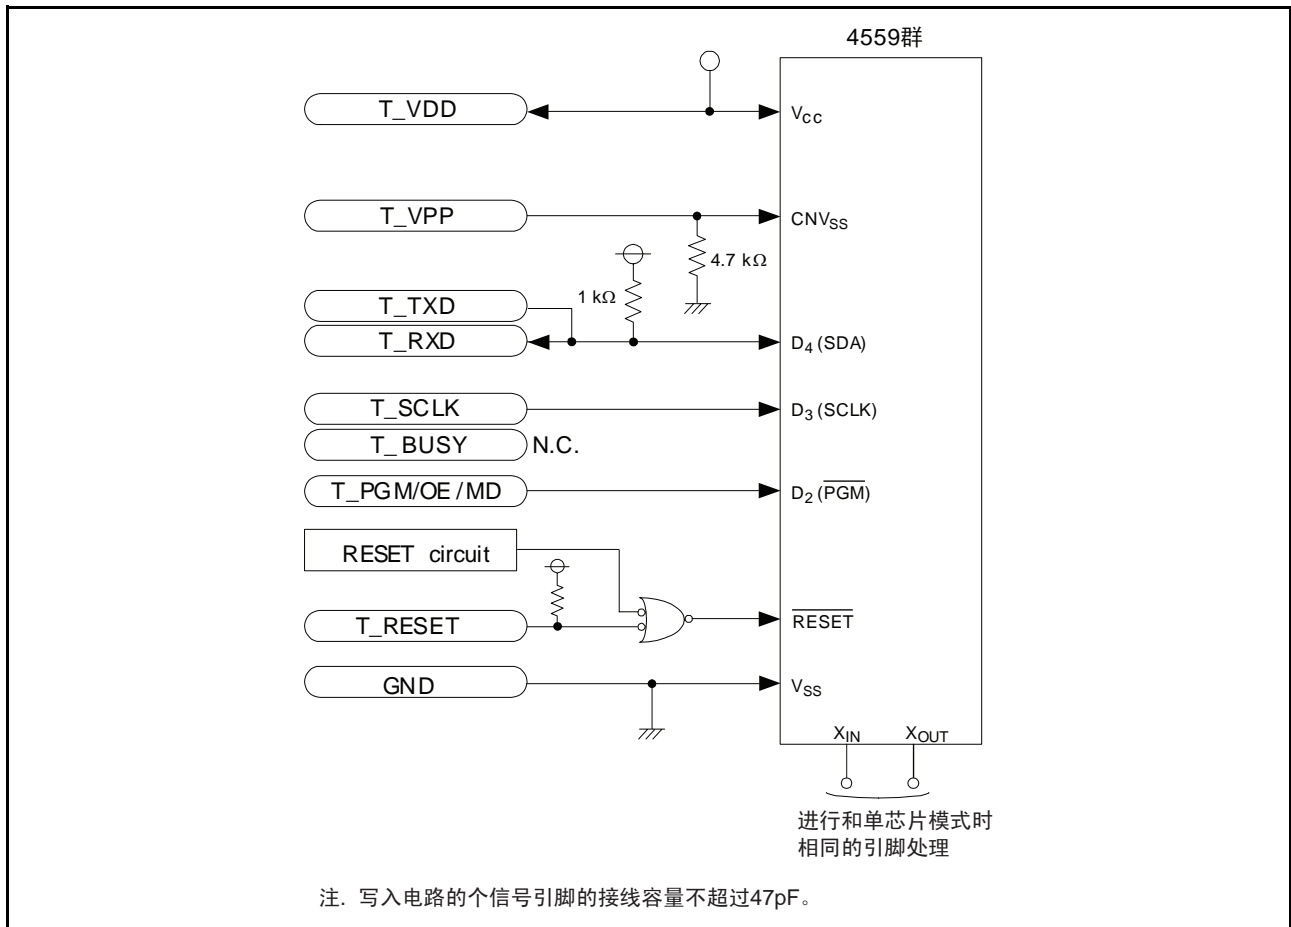 4559群
T_VDD
VCC
T_VPP
CNVSS
4.7 kΩ
1 kΩ
T_TXD
T_RXD
D4 (SDA)
T_SCLK
D3 (SCLK)
T_BUSY N.C.
T_PGM/OE/MD
D2 (PGM)
RESET circuit
T_RESET
RESET
GND
VSS
XIN XOUT
进行和单芯片模式时
相同的引脚处理
注. 写入电路的个信号引脚的接线容量不超过47pF。